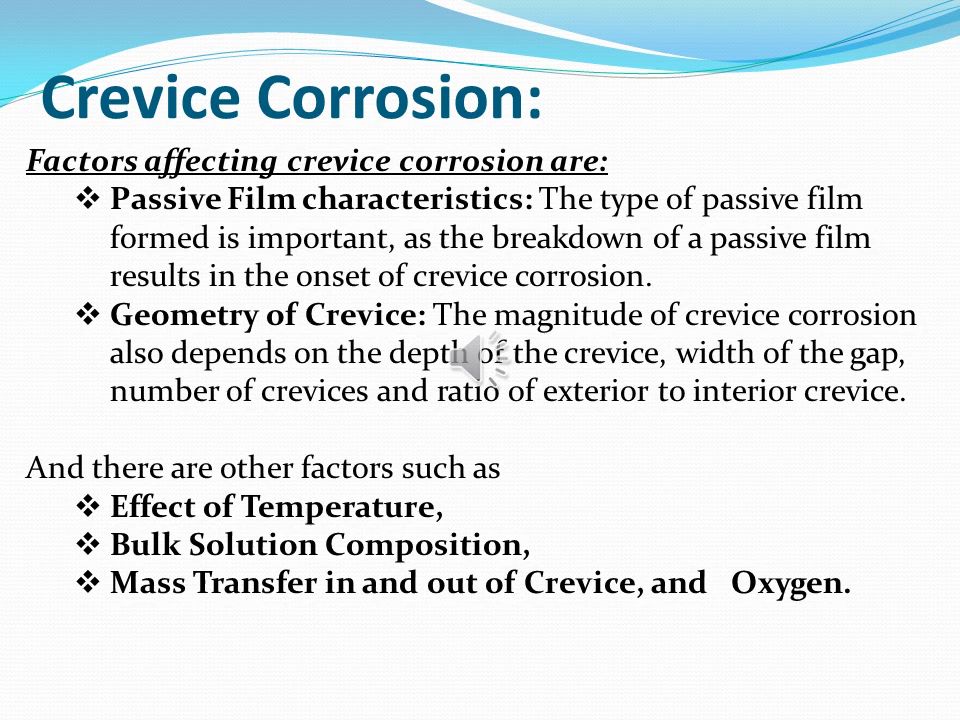 Crevice Corrosion:
Factors affecting crevice corrosion are:
❖ Passive Film characteristics: The type of passive film
formed is important, as the breakdown of a passive film
results in the onset of crevice corrosion.
❖ Geometry of Crevice: The magnitude of crevice corrosion
also depends on the depth of the crevice, width of the gap,
number of crevices and ratio of exterior to interior crevice.
And there are other factors such as
❖ Effect of Temperature,
❖ Bulk Solution Composition,
❖ Mass Transfer in and out of Crevice, and   Oxygen.